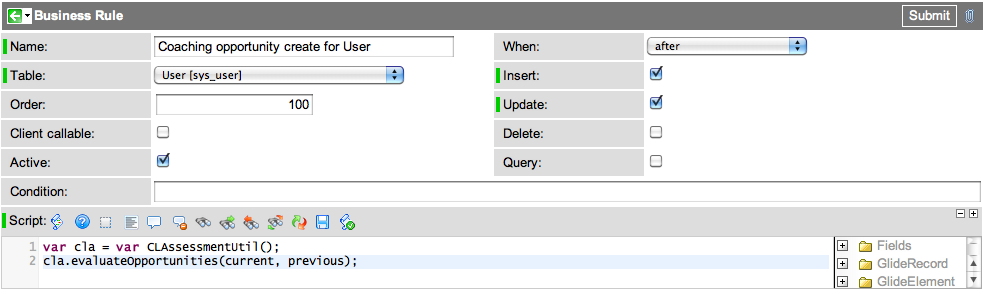 Business Rule Submit
Name: Coaching opportunity create for User When: after
Table: User [sys_user] Insert:
Order: 100 Update:
Client callable: Delete:
Active: Query:
Condition:
Script:
1 var cla = var CLAssessmentUtil(); Fields
2 cla.evaluateOpportunities(current, previous); GlideRecord
GlideElement